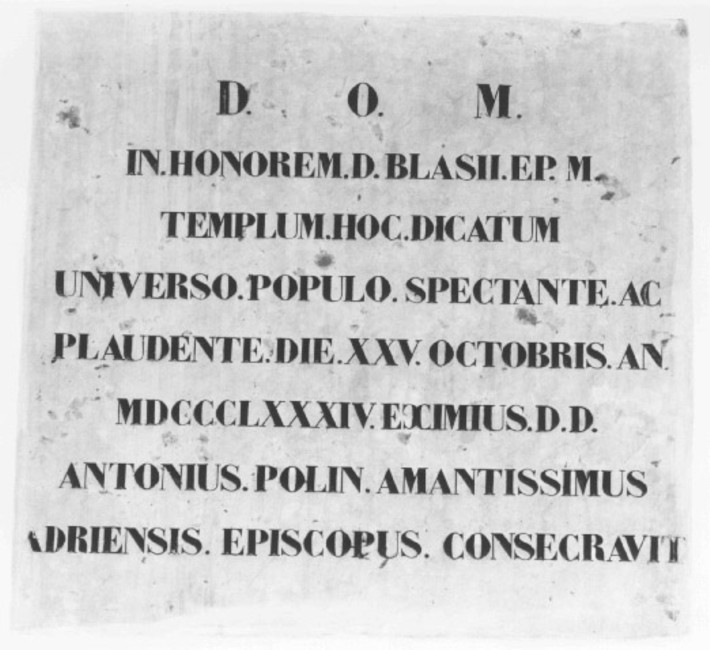 D. O. M.
IN.HONOREM.D.BLASII.EP. M.
TEMPLUM.HOC.DICATUM
UNIVERSO.POPULO. SPECTANTE.AC
PLAUDENTE.DIE.XXV. OCTOBRIS. AN.
MDCCCLXXXIV.EXIMIUS.D.D.
ANTONIUS.POLIN.AMANTISSIMUS
ADRIENSIS. EPISCOPUS. CONSECRAVIT